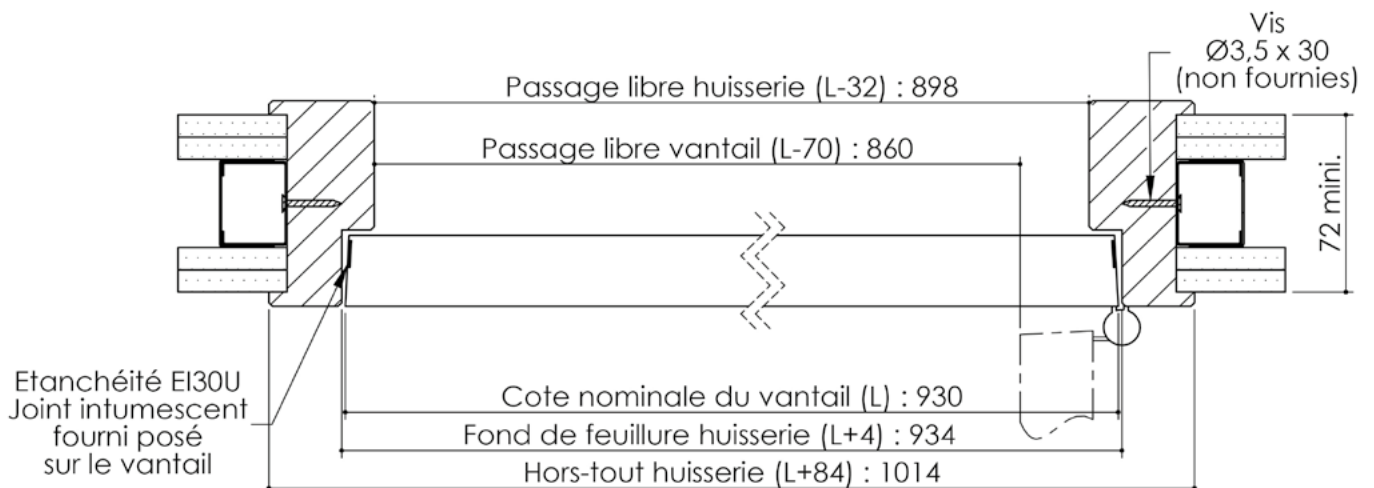 Vis
Ø3,5 x 30
(non fournies)
Passage libre huisserie (L-32) : 898
Passage libre vantail (L-70) : 860
72 mini.
Etanchéité EI30U
Joint intumescent
fourni posé
sur le vantail
Cote nominale du vantail (L) : 930
Fond de feuillure huisserie (L+4) : 934
Hors-tout huisserie (L+84) : 1014